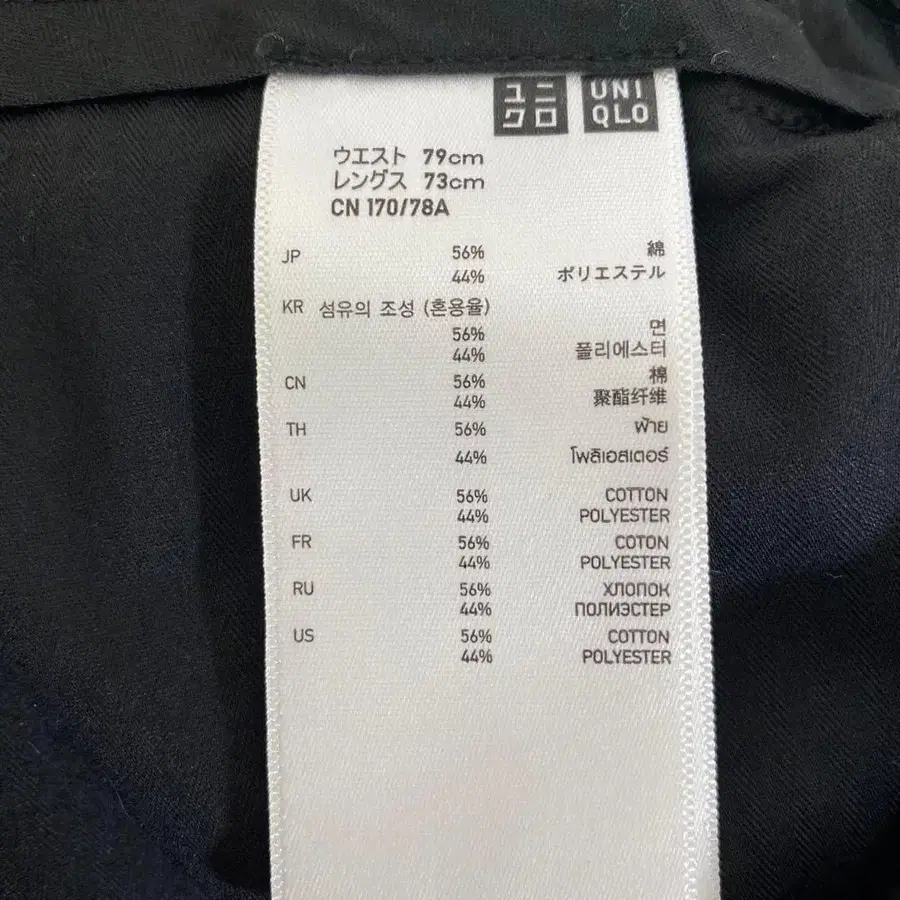 ユニ UNI
クロ QLO
ウエスト 79cm
レングス 73cm
CN 170/78A
JP 56% 綿
44% ポリエステル
KR 섬유의 조성 (혼용율)
56% 면
44% 폴리에스터
CN 56% 棉
44% 聚酯纤维
TH 56% ฝ้าย
44% โพลิเอสเตอร์
UK 56% COTTON
44% POLYESTER
FR 56% COTON
44% POLYESTER
RU 56% ХЛОПОК
44% ПОЛИЭСТЕР
US 56% COTTON
44% POLYESTER